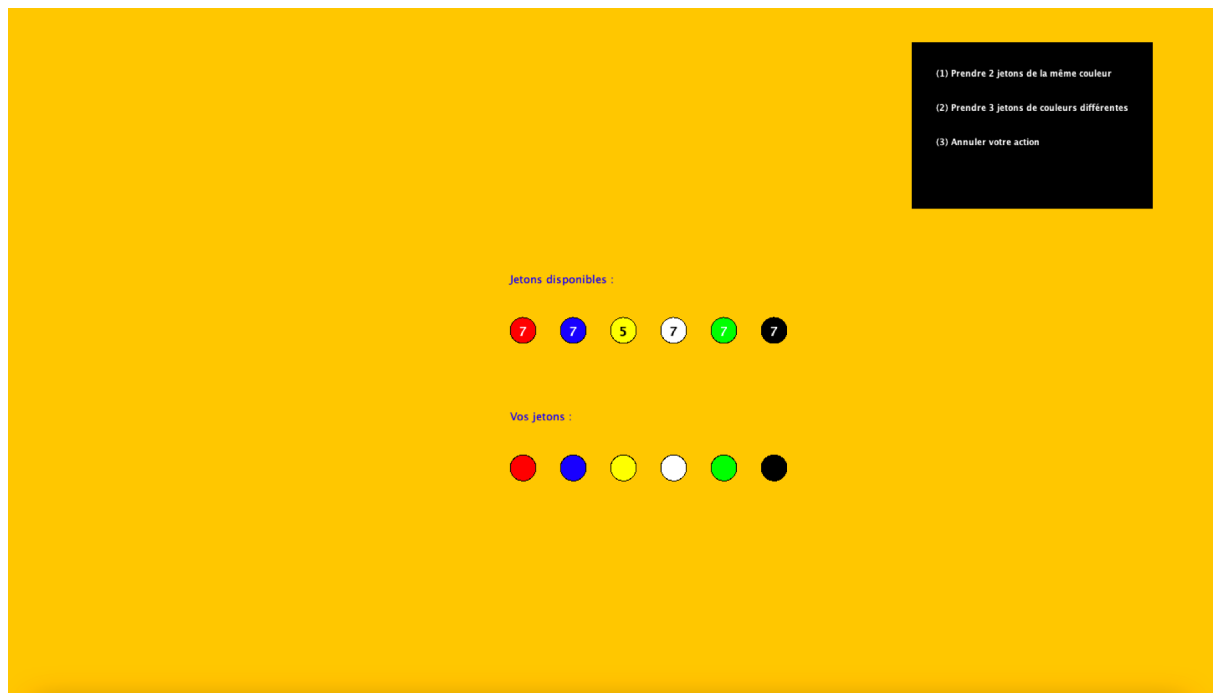 (1) Prendre 2 jetons de la même couleur
(2) Prendre 3 jetons de couleurs différentes
(3) Annuler votre action
Jetons disponibles :
7 7 5 7 7 7
Vos jetons :